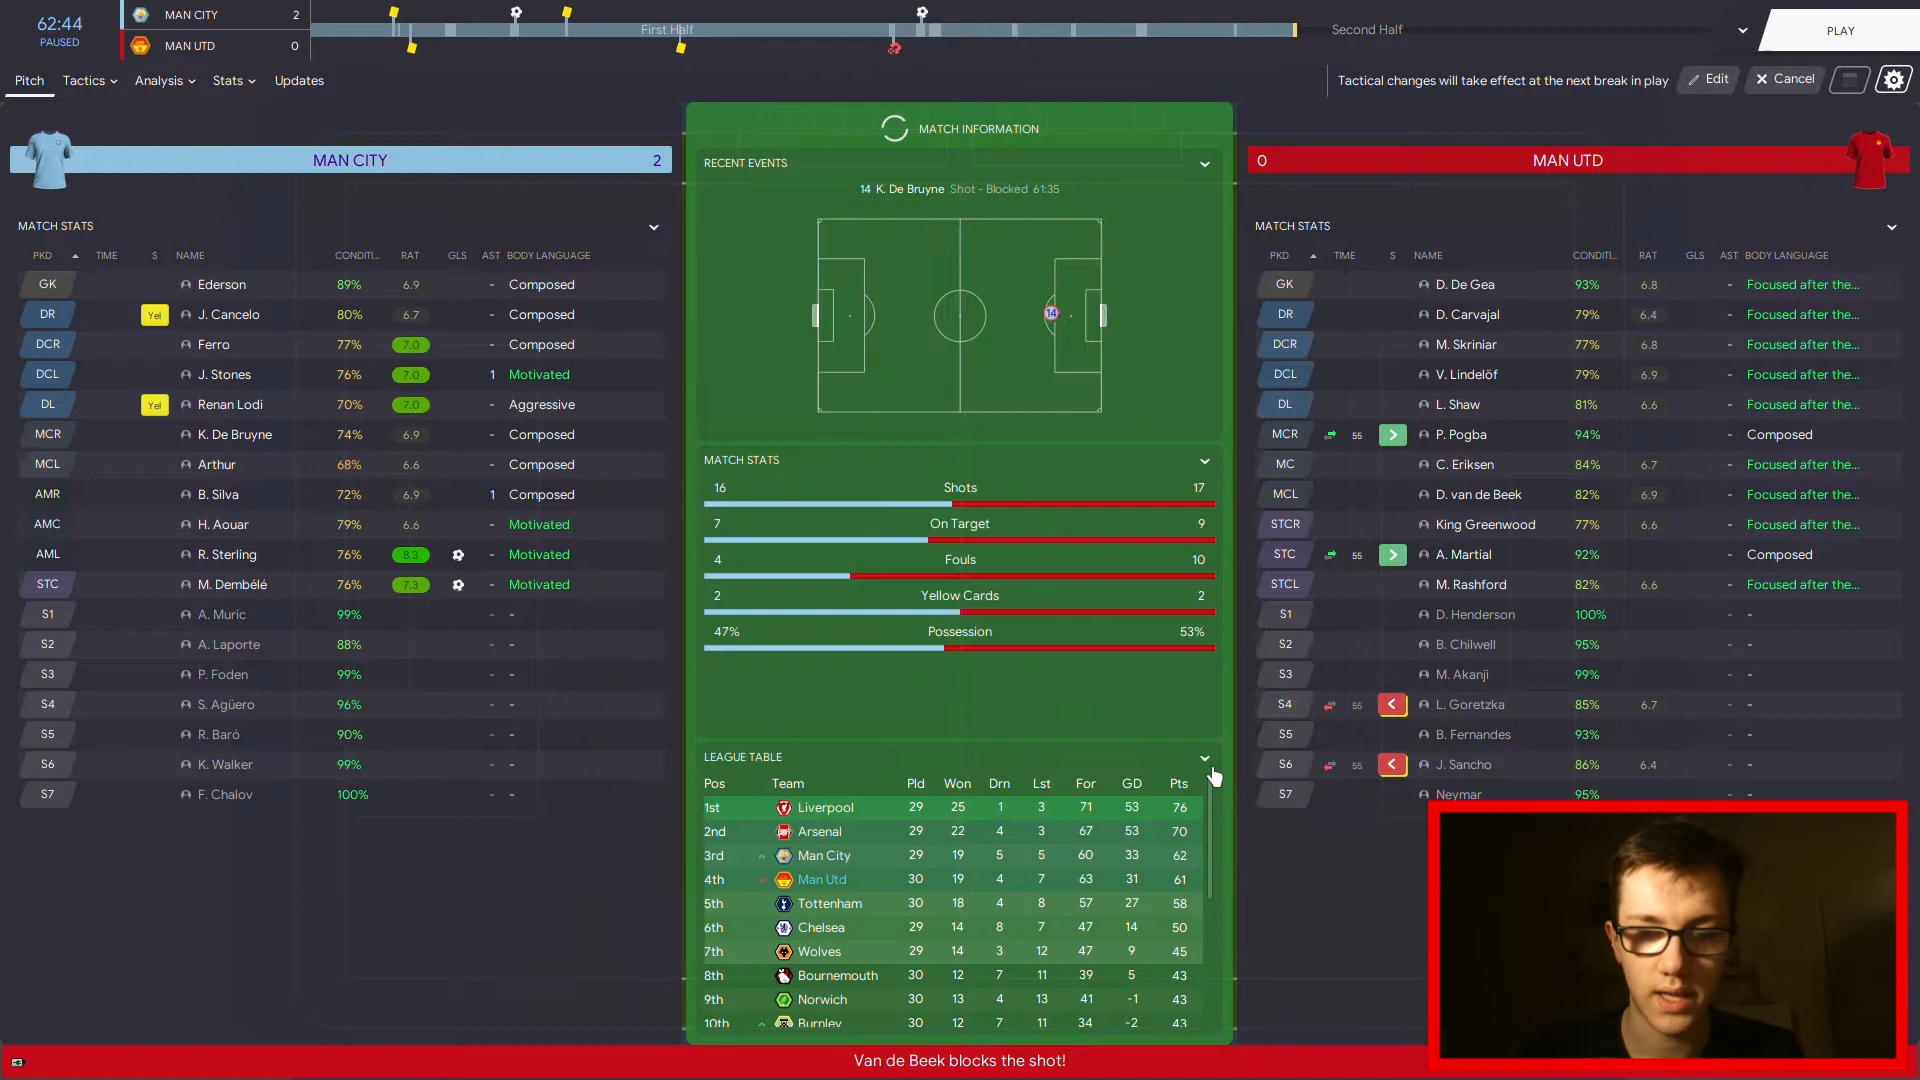 62:44
PAUSED
MAN CITY 2
MAN UTD 0
First Half
Second Half
PLAY
Pitch Tactics Analysis Stats Updates
Tactical changes will take effect at the next break in play Edit Cancel
MAN CITY 2
MATCH STATS
PKD TIME S NAME CONDITI... RAT GLS AST BODY LANGUAGE
GK Ederson 89% 6.9 - Composed
DR Yel J. Cancelo 80% 6.7 - Composed
DCR Ferro 77% 7.0 - Composed
DCL J. Stones 76% 7.0 1 Motivated
DL Yel Renan Lodi 70% 7.0 - Aggressive
MCR K. De Bruyne 74% 6.9 - Composed
MCL Arthur 68% 6.6 - Composed
AMR B. Silva 72% 6.9 1 Composed
AMC H. Aouar 79% 6.6 - Motivated
AML R. Sterling 76% 8.3 - Motivated
STC M. Dembélé 76% 7.3 - Motivated
S1 A. Muric 99% - -
S2 A. Laporte 88% - -
S3 P. Foden 99% - -
S4 S. Agüero 96% - -
S5 R. Baró 90% - -
S6 K. Walker 99% - -
S7 F. Chalov 100% - -
MATCH INFORMATION
RECENT EVENTS
14 K. De Bruyne Shot - Blocked 61:35
14
MATCH STATS
16 Shots 17
7 On Target 9
4 Fouls 10
2 Yellow Cards 2
47% Possession 53%
LEAGUE TABLE
Pos Team Pld Won Drn Lst For GD Pts
1st Liverpool 29 25 1 3 71 53 76
2nd Arsenal 29 22 4 3 67 53 70
3rd Man City 29 19 5 5 60 33 62
4th Man Utd 30 19 4 7 63 31 61
5th Tottenham 30 18 4 8 57 27 58
6th Chelsea 29 14 8 7 47 14 50
7th Wolves 29 14 3 12 47 9 45
8th Bournemouth 30 12 7 11 39 5 43
9th Norwich 30 13 4 13 41 -1 43
10th Burnley 30 12 7 11 34 -2 43
0 MAN UTD
MATCH STATS
PKD TIME S NAME CONDITI... RAT GLS AST BODY LANGUAGE
GK D. De Gea 93% 6.8 - Focused after the...
DR D. Carvajal 79% 6.4 - Focused after the...
DCR M. Skriniar 77% 6.8 - Focused after the...
DCL V. Lindelöf 79% 6.9 - Focused after the...
DL L. Shaw 81% 6.6 - Focused after the...
MCR 55 P. Pogba 94% - Composed
MC C. Eriksen 84% 6.7 - Focused after the...
MCL D. van de Beek 82% 6.9 - Focused after the...
STCR King Greenwood 77% 6.6 - Focused after the...
STC 55 A. Martial 92% - Composed
STCL M. Rashford 82% 6.6 - Focused after the...
S1 D. Henderson 100% - -
S2 B. Chilwell 95% - -
S3 M. Akanji 99% - -
S4 55 L. Goretzka 85% 6.7 - -
S5 B. Fernandes 93% - -
S6 55 J. Sancho 86% 6.4 - -
S7 Neymar 95% - -
Van de Beek blocks the shot!